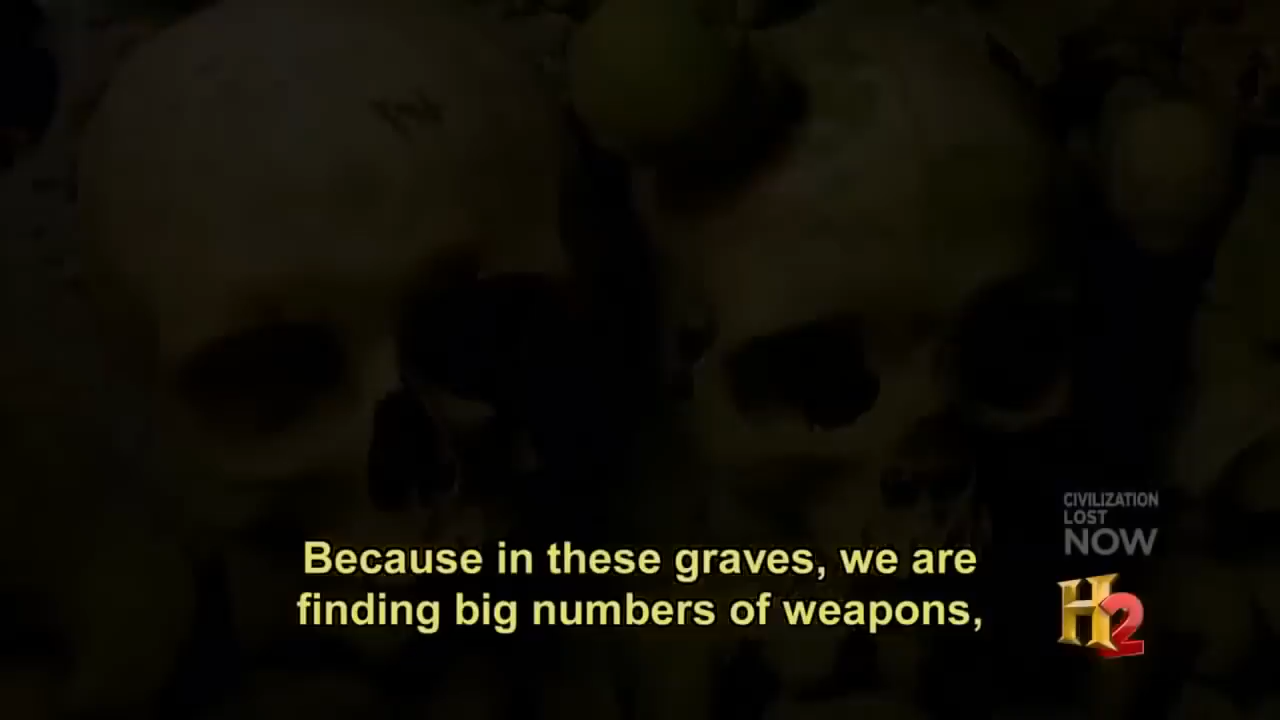 CIVILIZATION
LOST
NOW
Because in these graves, we are
finding big numbers of weapons,
H2